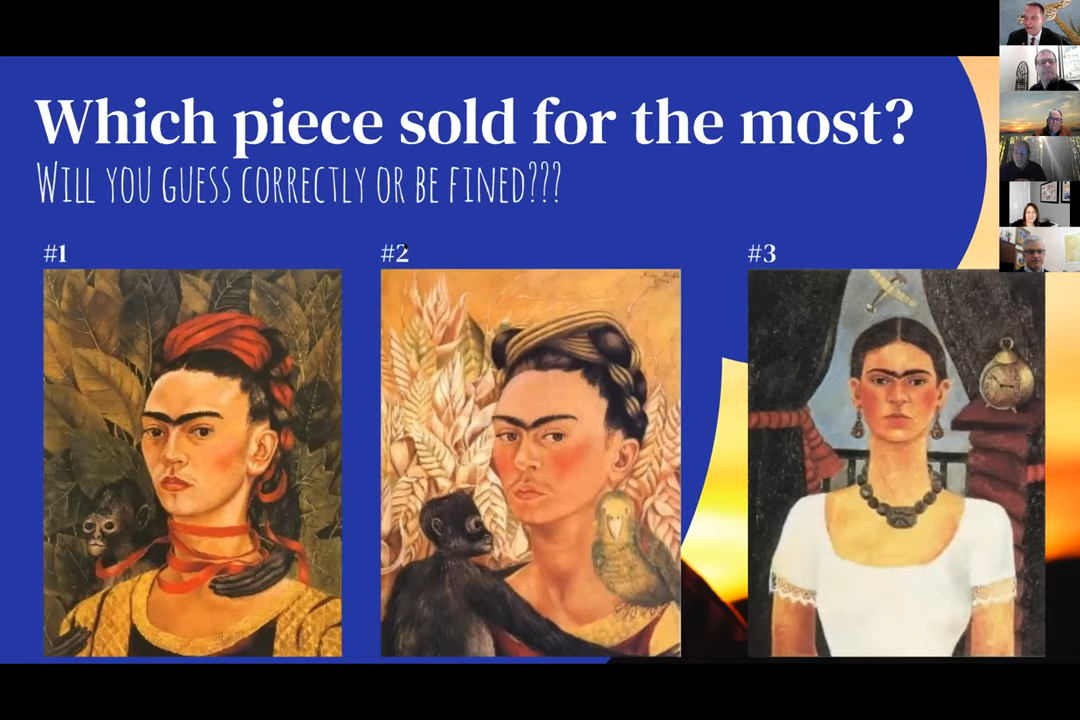 Which piece sold for the most?
WILL YOU GUESS CORRECTLY OR BE FINED???
#1
#2
#3